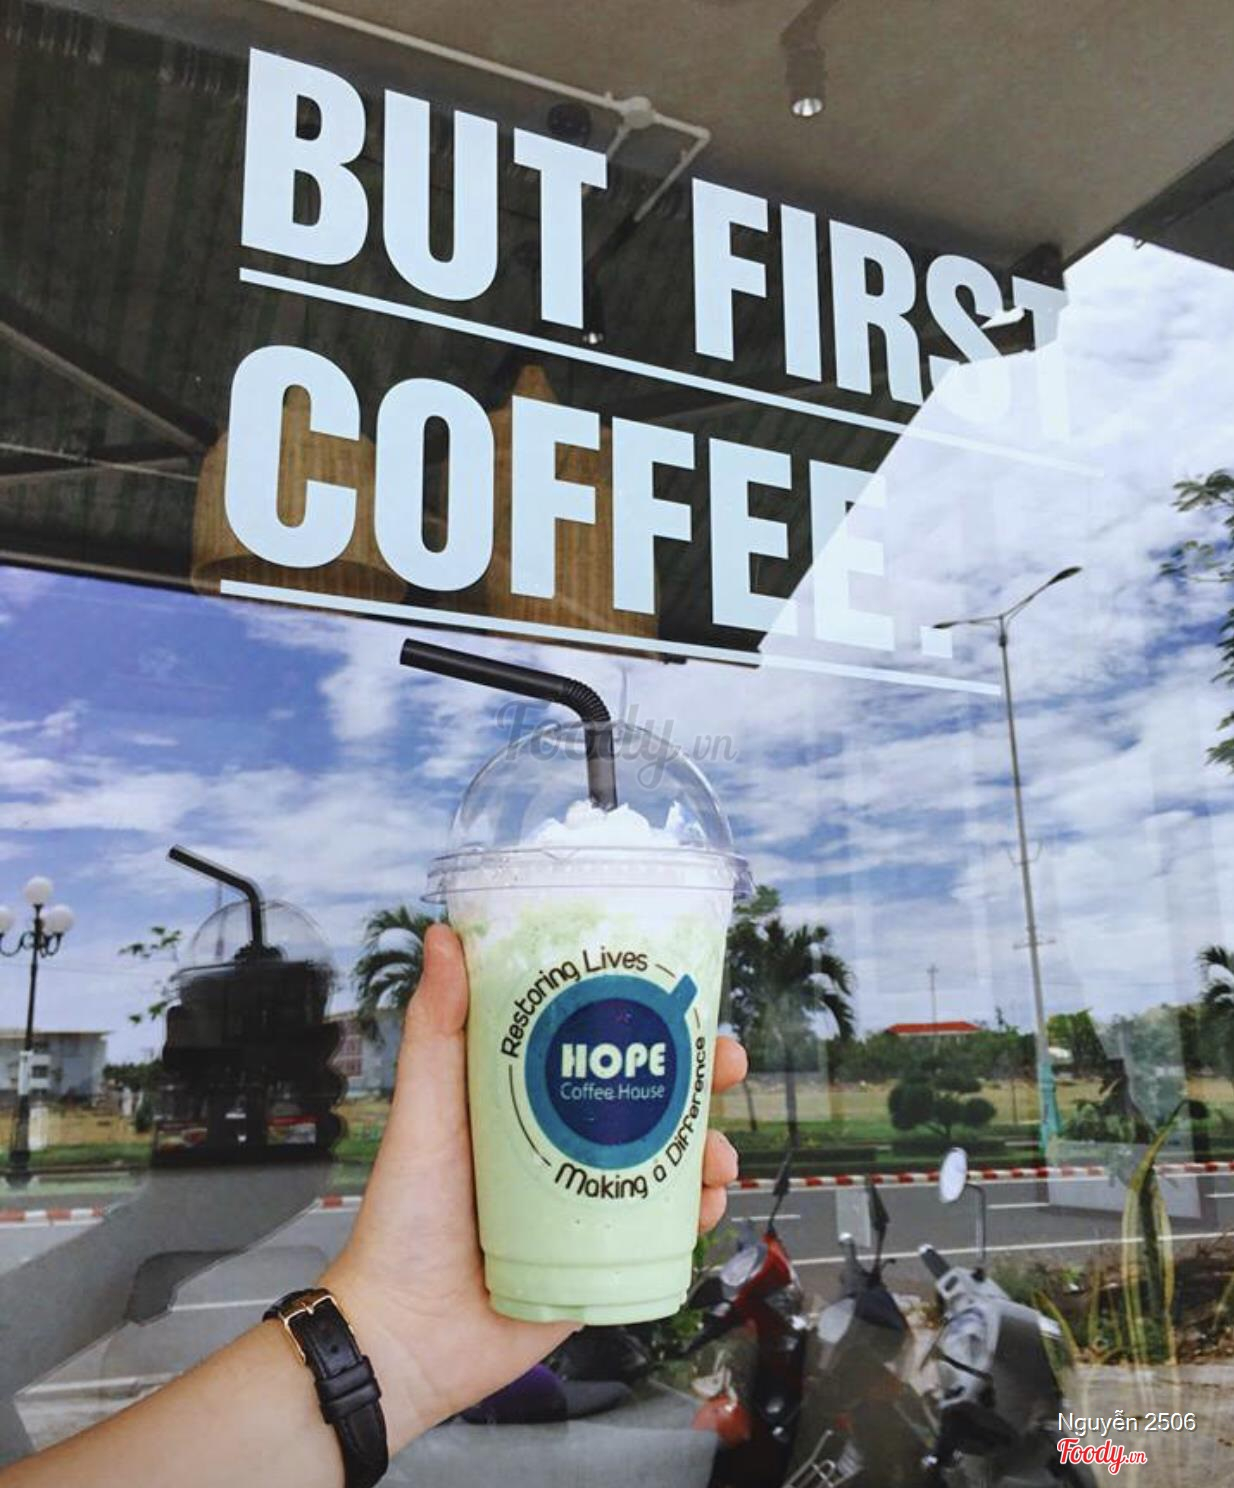 BUT FIRST
COFFEE.
Foody.vn
Restoring Lives
HOPE
Coffee House
Making a Difference
Nguyễn 2506
Foody.vn